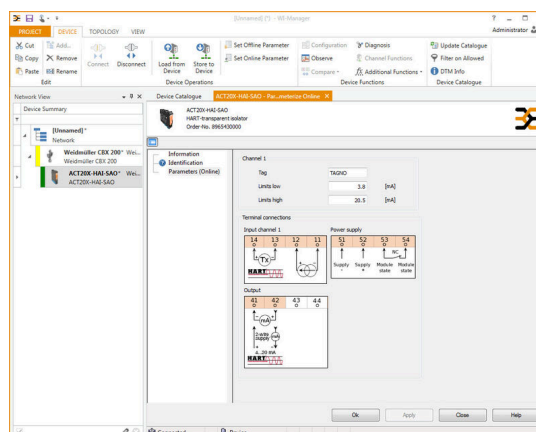 [Unnamed] (*) - WI-Manager
PROJECT DEVICE TOPOLOGY VIEW
Administrator
Cut
Copy
Paste
Add...
Remove
Rename
Edit
Connect
Disconnect
Load from Device
Store to Device
Set Offline Parameter
Set Online Parameter
Device Operations
Configuration
Observe
Compare
Diagnosis
Channel Functions
Additional Functions
Device Functions
Update Catalogue
Filter on Allowed
DTM Info
Device Catalogue
Network View
Device Summary
[Unnamed]*
Network
Weidmüller CBX 200* Wei...
Weidmüller CBX 200
ACT20X-HAI-SAO* Wei...
ACT20X-HAI-SAO
Device Catalogue
ACT20X-HAI-SAO - Par...meterize Online
ACT20X-HAI-SAO
HART-transparent isolator
Order-No. 8965430000
Information
Identification
Parameters (Online)
Channel 1
Tag TAGNO
Limits low 3.8 [mA]
Limits high 20.5 [mA]
Terminal connections
Input channel 1
14 13 12 11
Tx
HART
Power supply
51 52 53 54
NC
Supply - Supply + Module state Module state
Output
41 42 43 44
mA
2-wire supply mA
4...20 mA
HART
Ok Apply Close Help
Connected Device